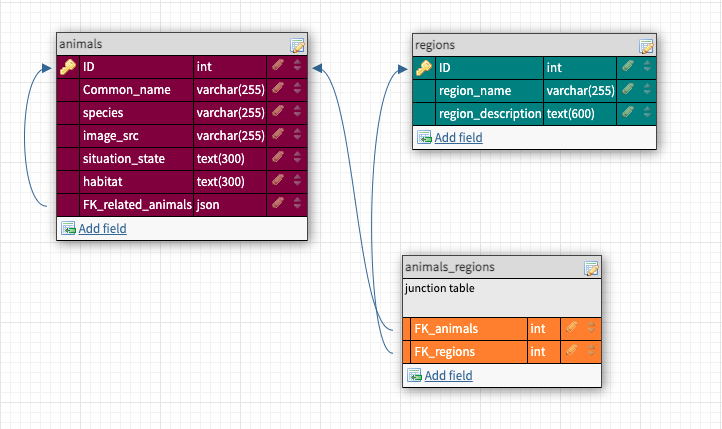 animals
ID int
Common_name varchar(255)
species varchar(255)
image_src varchar(255)
situation_state text(300)
habitat text(300)
FK_related_animals json
Add field
regions
ID int
region_name varchar(255)
region_description text(600)
Add field
animals_regions
junction table
FK_animals int
FK_regions int
Add field